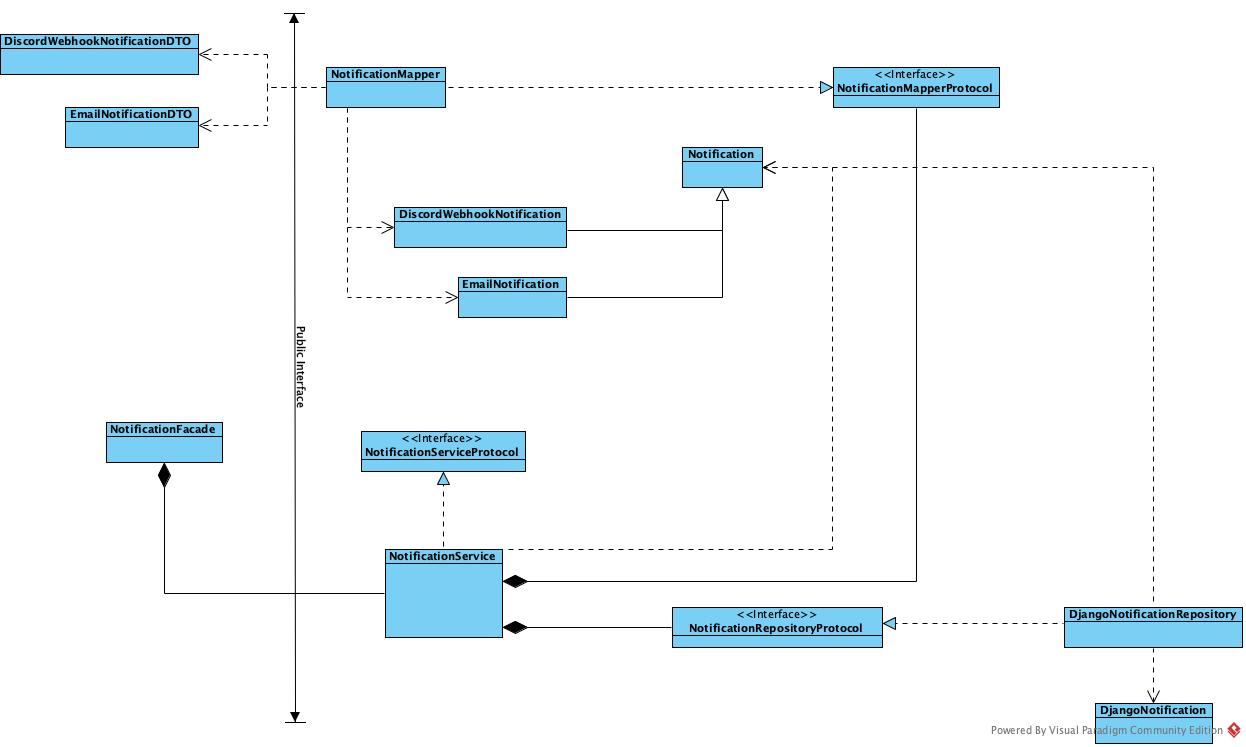 DiscordWebhookNotificationDTO
EmailNotificationDTO
NotificationMapper
<<Interface>>
NotificationMapperProtocol
Notification
DiscordWebhookNotification
EmailNotification
Public Interface
NotificationFacade
<<Interface>>
NotificationServiceProtocol
NotificationService
<<Interface>>
NotificationRepositoryProtocol
DjangoNotificationRepository
DjangoNotification
Powered By Visual Paradigm Community Edition